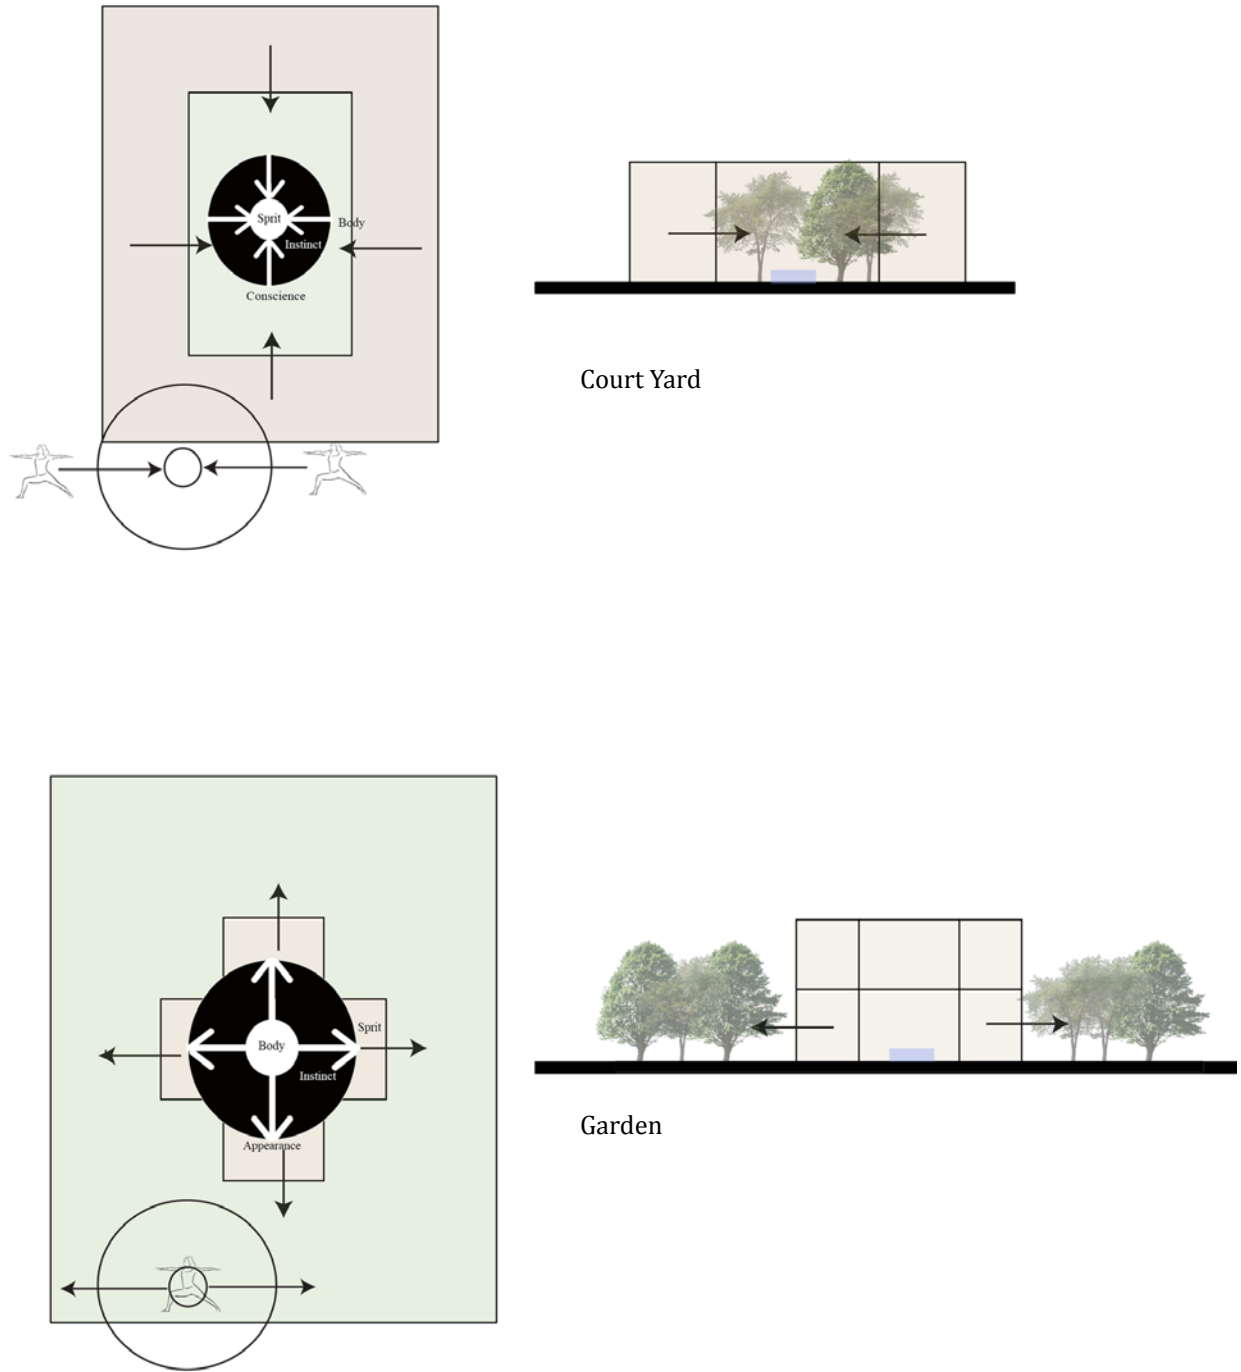 Sprit
Body
Instinct
Conscience
Court Yard
Sprit
Body
Instinct
Appearance
Garden